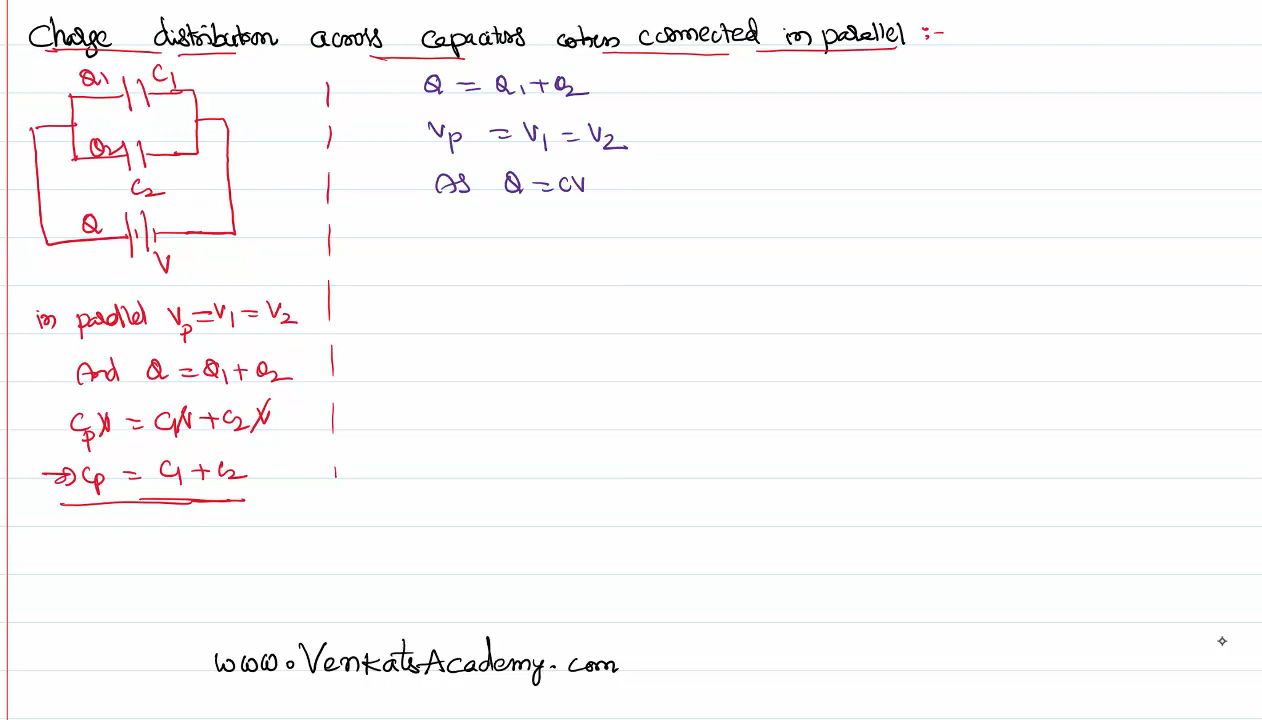 Charge distribution across capacitors when connected in parallel :-
Q1 C1
Q2
C2
Q
V
in parallel Vp = V1 = V2
And Q = Q1 + Q2
CpV = C1V + C2V
⇒ Cp = C1 + C2
Q = Q1 + Q2
Vp = V1 = V2
As Q = CV
www.VenkatsAcademy.com